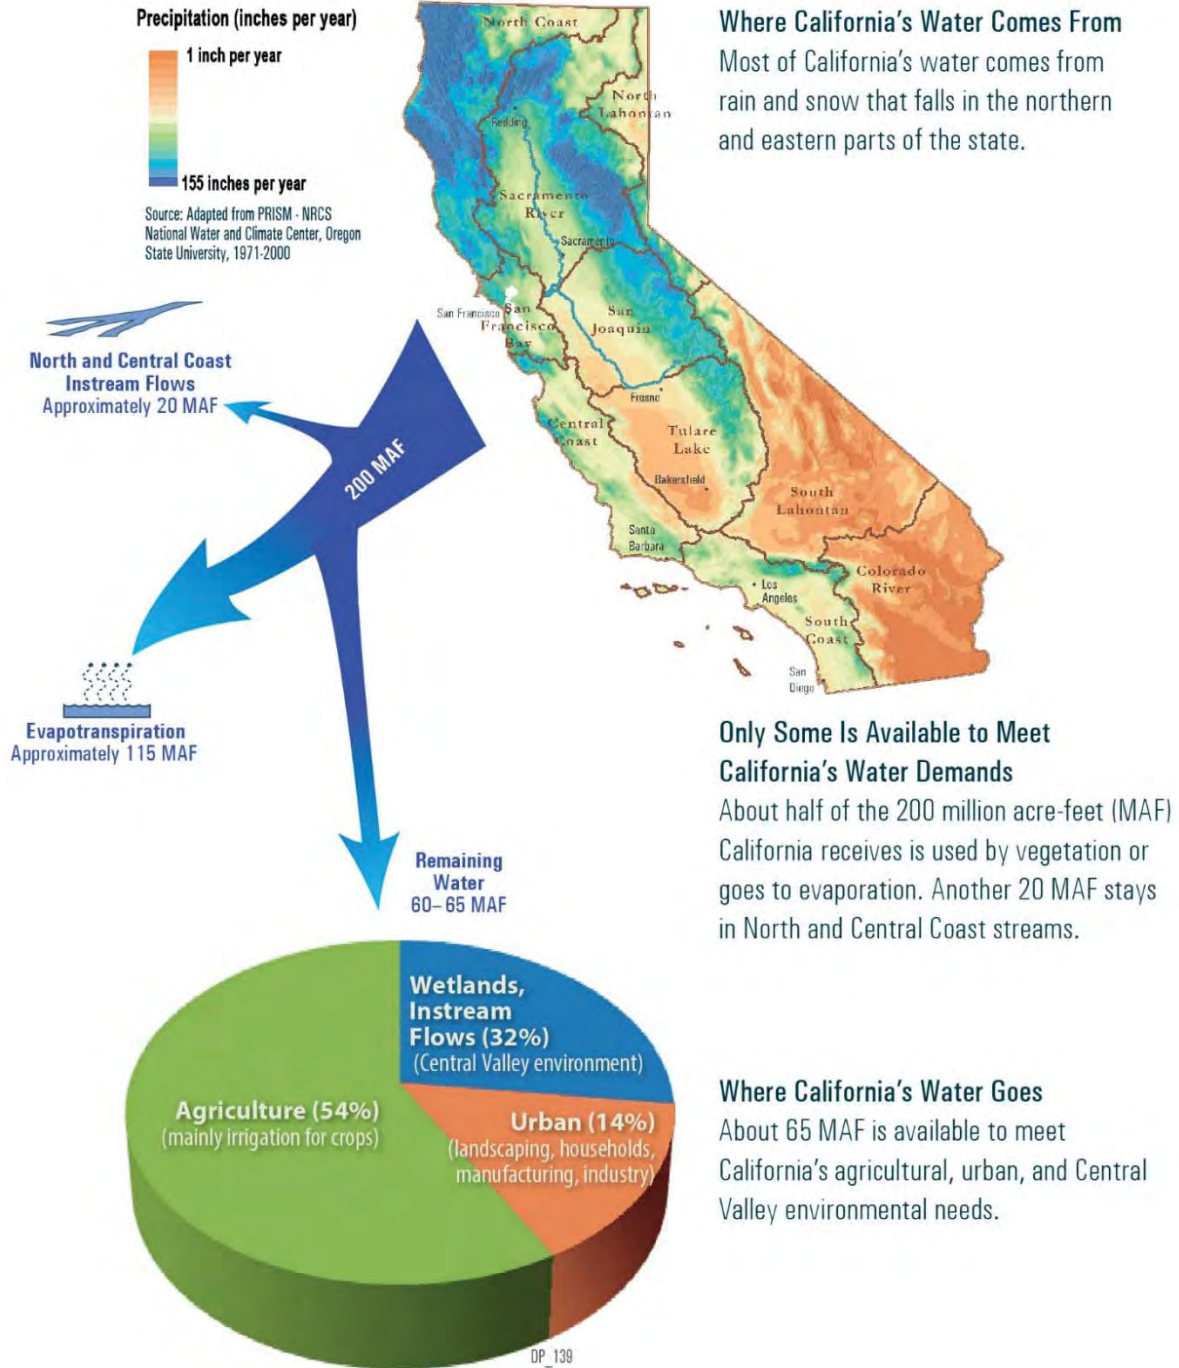 Precipitation (inches per year)
1 inch per year
155 inches per year
Source: Adapted from PRISM - NRCS
National Water and Climate Center, Oregon
State University, 1971-2000
North Coast
North
Lahontan
Redding
Sacramento
River
Sacramento
San Francisco
San
Francisco
Bay
San
Joaquin
Fresno
Central
Coast
Tulare
Lake
Bakersfield
South
Lahontan
Santa
Barbara
Los
Angeles
Colorado
River
South
Coast
San
Diego
Where California’s Water Comes From
Most of California’s water comes from
rain and snow that falls in the northern
and eastern parts of the state.
North and Central Coast
Instream Flows
Approximately 20 MAF
200 MAF
Evapotranspiration
Approximately 115 MAF
Remaining
Water
60–65 MAF
Only Some Is Available to Meet
California’s Water Demands
About half of the 200 million acre-feet (MAF)
California receives is used by vegetation or
goes to evaporation. Another 20 MAF stays
in North and Central Coast streams.
Wetlands,
Instream
Flows (32%)
(Central Valley environment)
Agriculture (54%)
(mainly irrigation for crops)
Urban (14%)
(landscaping, households,
manufacturing, industry)
Where California’s Water Goes
About 65 MAF is available to meet
California’s agricultural, urban, and Central
Valley environmental needs.
DP_139